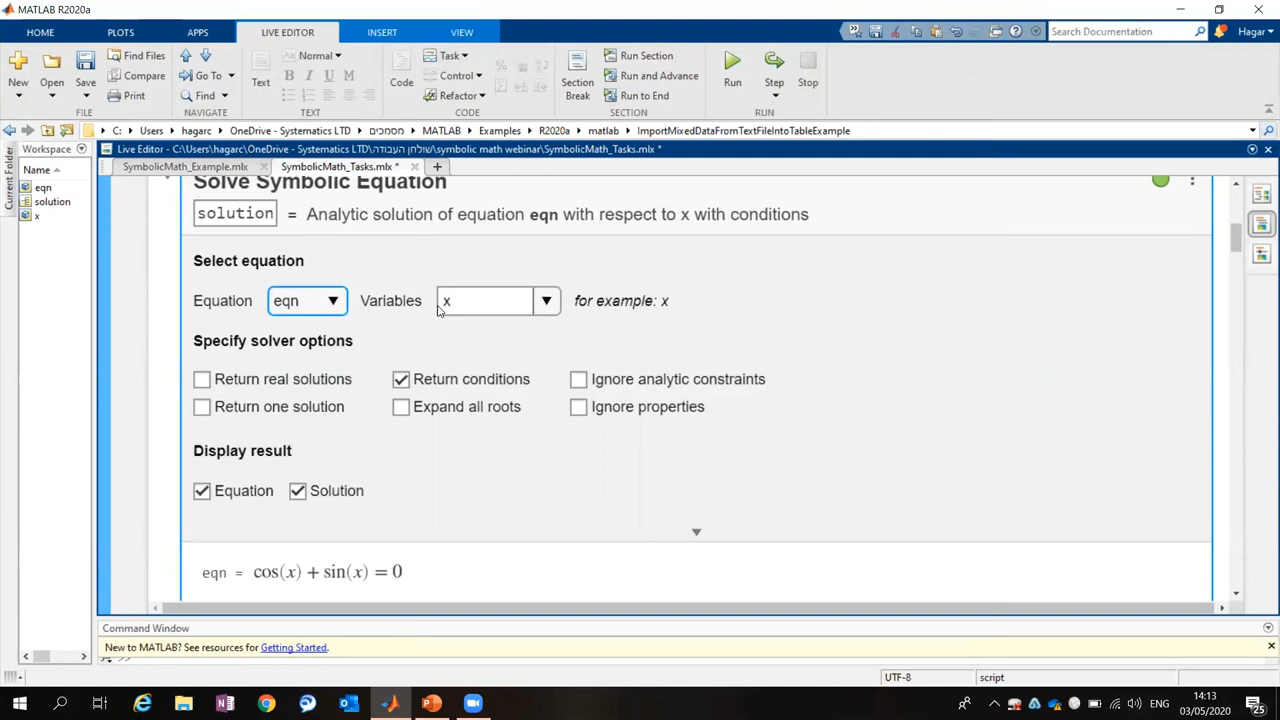 MATLAB R2020a
HOME PLOTS APPS LIVE EDITOR INSERT VIEW Search Documentation Hagar
New Open Save Find Files Compare Print Go To Find Text Normal B I U M Code Task Control Refactor Section Break Run Section Run and Advance Run to End Run Step Stop
FILE NAVIGATE TEXT CODE SECTION RUN
C: Users hagarc OneDrive - Systematics LTD מסמכים MATLAB Examples R2020a matlab ImportMixedDataFromTextFileIntoTableExample
Current Folder
Workspace
Name
eqn
solution
x
Live Editor - C:\Users\hagarc\OneDrive - Systematics LTD\שולחן העבודה\symbolic math webinar\SymbolicMath_Tasks.mlx *
SymbolicMath_Example.mlx SymbolicMath_Tasks.mlx * +
Solve Symbolic Equation
solution = Analytic solution of equation eqn with respect to x with conditions
Select equation
Equation eqn Variables x for example: x
Specify solver options
Return real solutions Return conditions Ignore analytic constraints
Return one solution Expand all roots Ignore properties
Display result
Equation Solution
eqn = cos(x) + sin(x) = 0
Command Window
New to MATLAB? See resources for Getting Started.
>>
UTF-8 script
ENG 14:13
03/05/2020
25